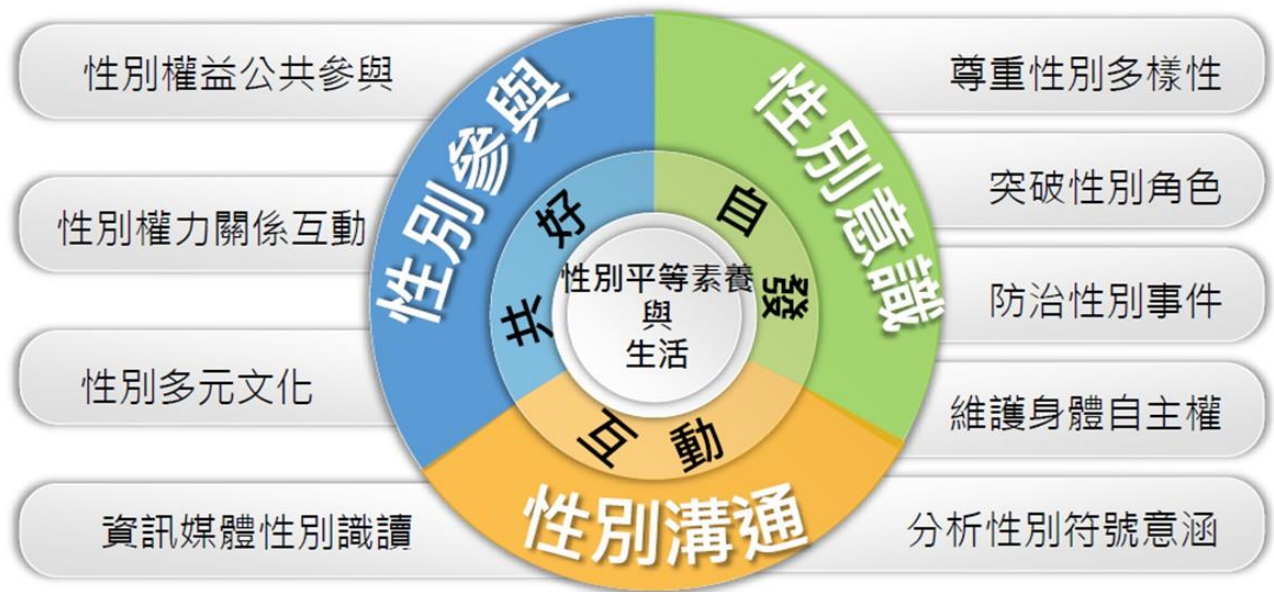 性別權益公共參與
性別權力關係互動
性別多元文化
資訊媒體性別識讀
性別參與
性別意識
性別溝通
共好
自發
互動
性別平等素養
與
生活
尊重性別多樣性
突破性別角色
防治性別事件
維護身體自主權
分析性別符號意涵